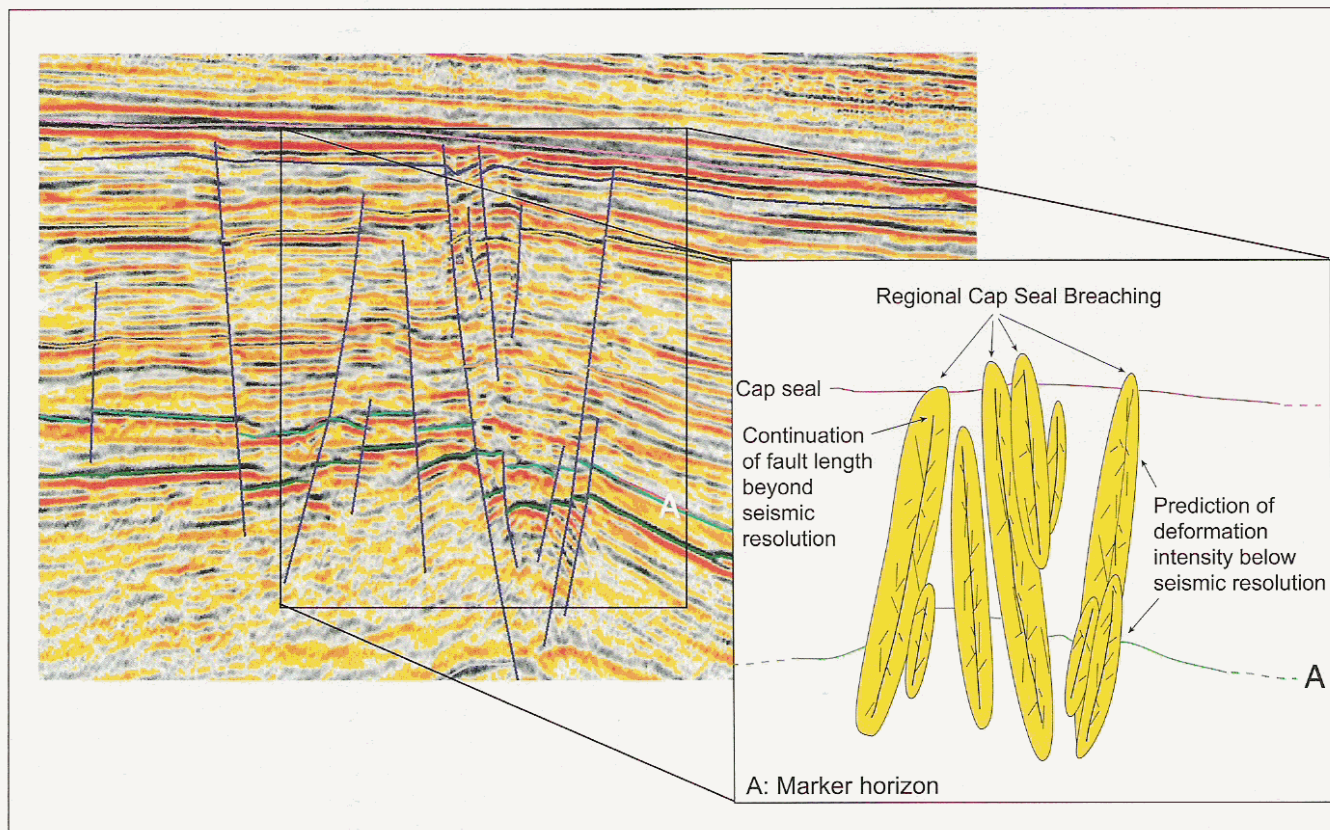 A
Regional Cap Seal Breaching
Cap seal
Continuation
of fault length
beyond
seismic
resolution
Prediction of
deformation
intensity below
seismic resolution
A
A: Marker horizon